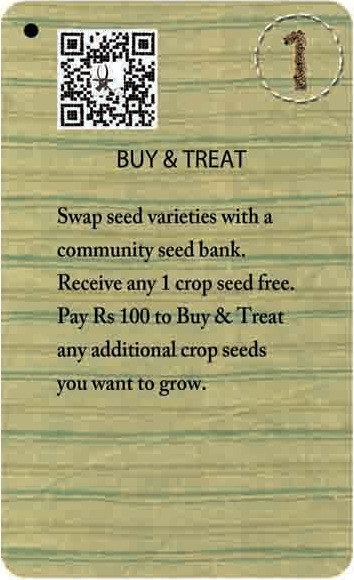 1
BUY & TREAT
Swap seed varieties with a
community seed bank.
Receive any 1 crop seed free.
Pay Rs 100 to Buy & Treat
any additional crop seeds
you want to grow.